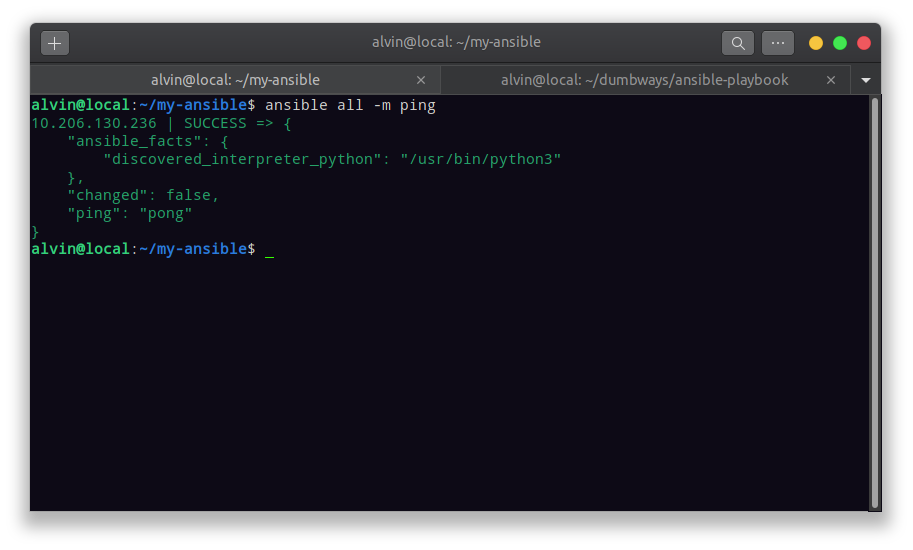 alvin@local: ~/my-ansible
alvin@local: ~/my-ansible × alvin@local: ~/dumbways/ansible-playbook ×
alvin@local:~/my-ansible$ ansible all -m ping
10.206.130.236 | SUCCESS => {
    "ansible_facts": {
        "discovered_interpreter_python": "/usr/bin/python3"
    },
    "changed": false,
    "ping": "pong"
}
alvin@local:~/my-ansible$ _